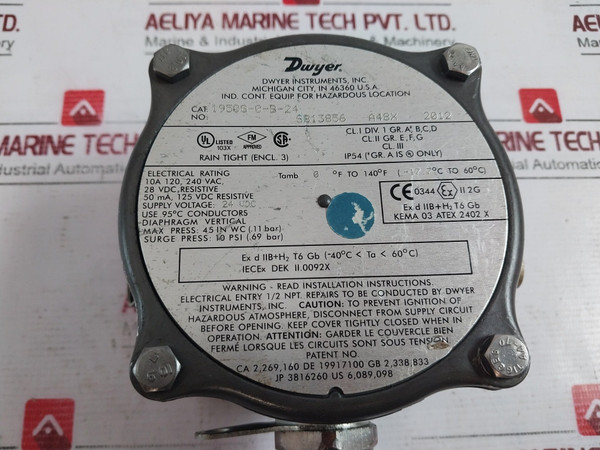 AELIYA MARINE TECH PVT. LTD.
Dwyer®
DWYER INSTRUMENTS, INC.
MICHIGAN CITY, IN 46360 U.S.A.
IND. CONT. EQUIP FOR HAZARDOUS LOCATION
CAT. 1950G-0-B-24
NO. A48X 2012
UL LISTED 103X
FM APPROVED
RAIN TIGHT (ENCL. 3)
CL.I DIV. 1 GR. A*, B,C,D
CL.II GR. E, F, G
CL. III
IP54 (*GR. A IS ONLY)
ELECTRICAL RATING
10A 120, 240 VAC
28 VDC, RESISTIVE
50 mA, 125 VDC RESISTIVE
SUPPLY VOLTAGE: 24 VDC
USE 95°C CONDUCTORS
DIAPHRAGM VERTICAL
MAX PRESS: 45 IN WC (.11 bar)
SURGE PRESS: 10 PSI (.69 bar)
Tamb 0 °F TO 140°F °C TO 60°C)
CE 0344 Ex II 2G
Ex d IIB+H2 T6 Gb
KEMA 03 ATEX 2402 X
Ex d IIB+H2 T6 Gb (-40°C < Ta < 60°C)
IECEx DEK 11.0092X
WARNING - READ INSTALLATION INSTRUCTIONS.
ELECTRICAL ENTRY 1/2 NPT. REPAIRS TO BE CONDUCTED BY DWYER
INSTRUMENTS, INC. CAUTION: TO PREVENT IGNITION OF
HAZARDOUS ATMOSPHERE, DISCONNECT FROM SUPPLY CIRCUIT
BEFORE OPENING. KEEP COVER TIGHTLY CLOSED WHEN IN
OPERATION. ATTENTION: GARDER LE COUVERCLE BIEN
FERMÉ LORSQUE LES CIRCUITS SONT SOUS TENSION
PATENT NO.
CA 2,269,160 DE 19917100 GB 2,338,833
JP 3816260 US 6,089,098